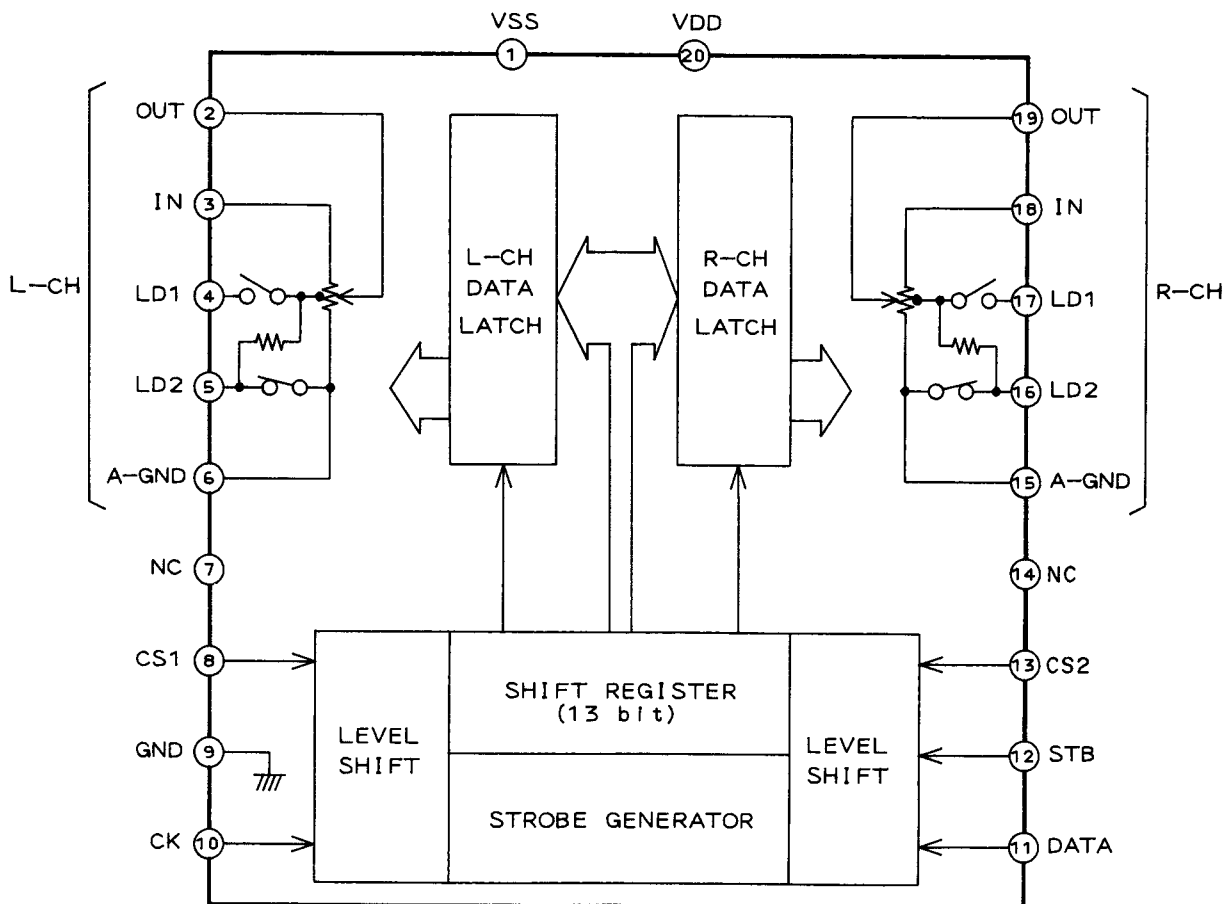 VSS VDD
1 20
OUT 2 19 OUT
IN 3 18 IN
L-CH
LD1 4 17 LD1
R-CH
LD2 5 16 LD2
A-GND 6 15 A-GND
L-CH
DATA
LATCH
R-CH
DATA
LATCH
NC 7 14 NC
CS1 8 13 CS2
GND 9 12 STB
CK 10 11 DATA
LEVEL
SHIFT
SHIFT REGISTER
(13 bit)
STROBE GENERATOR
LEVEL
SHIFT